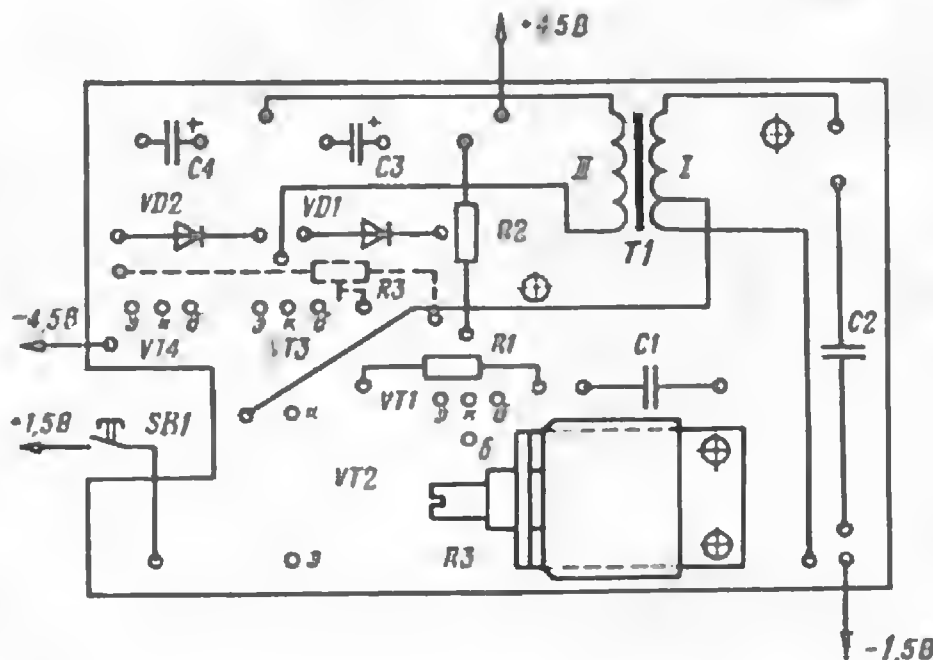 +4,5В
C4
+
C3
+
II
I
VD2
VD1
R2
T1
R3
э к б
э к б
-4,5В
VT4
VT3
R1
C1
C2
VT1
э к б
+1,5В
SB1
к
б
VT2
R3
э
-1,5В